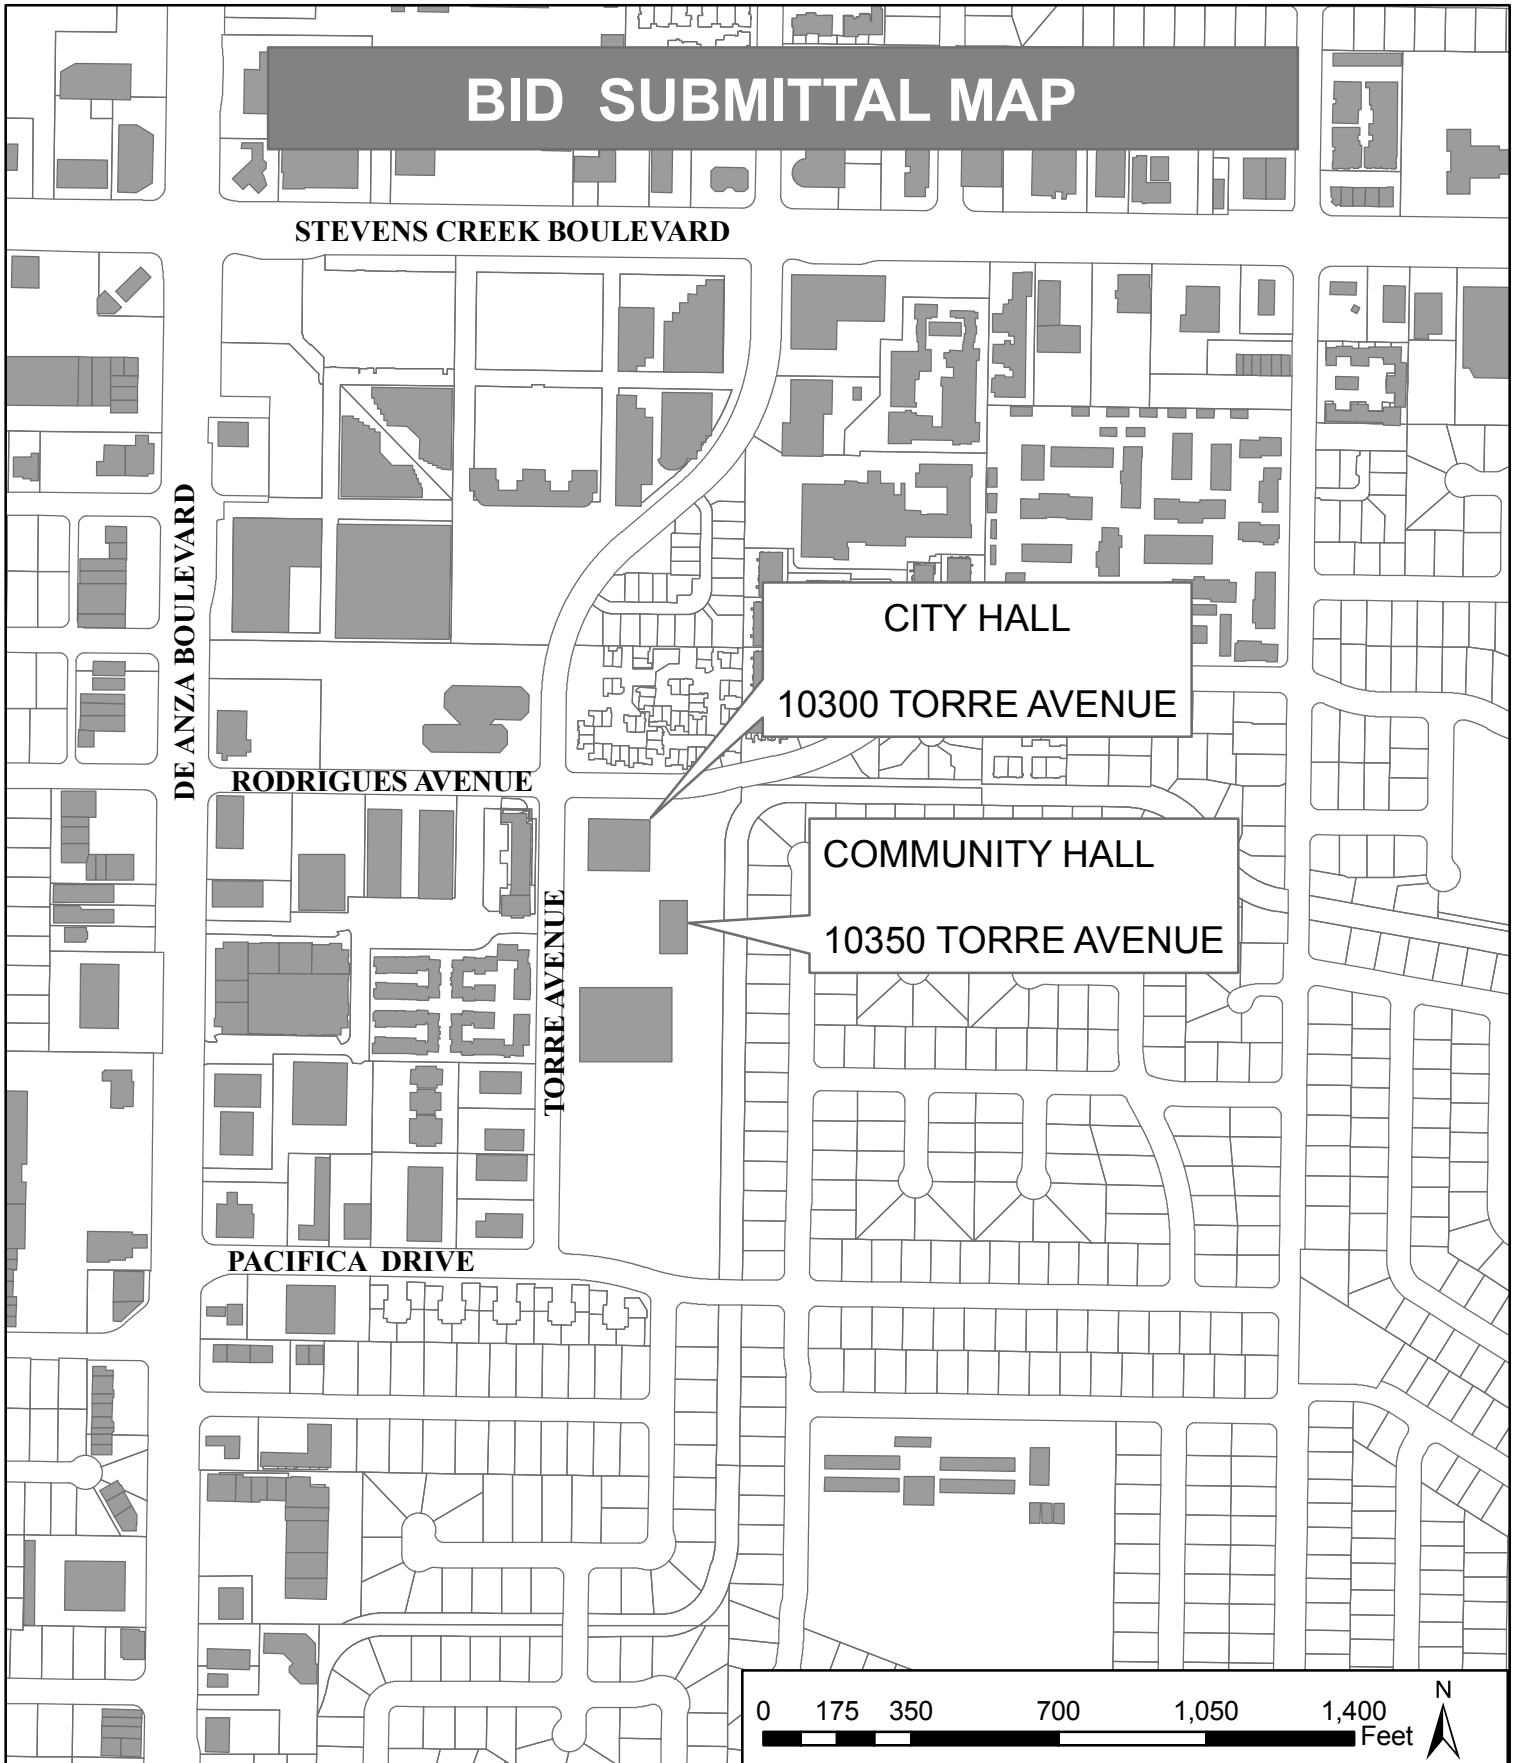 BID SUBMITTAL MAP
STEVENS CREEK BOULEVARD
DE ANZA BOULEVARD
CITY HALL
10300 TORRE AVENUE
RODRIGUES AVENUE
COMMUNITY HALL
10350 TORRE AVENUE
TORRE AVENUE
PACIFICA DRIVE
0 175 350 700 1,050 1,400
Feet
N